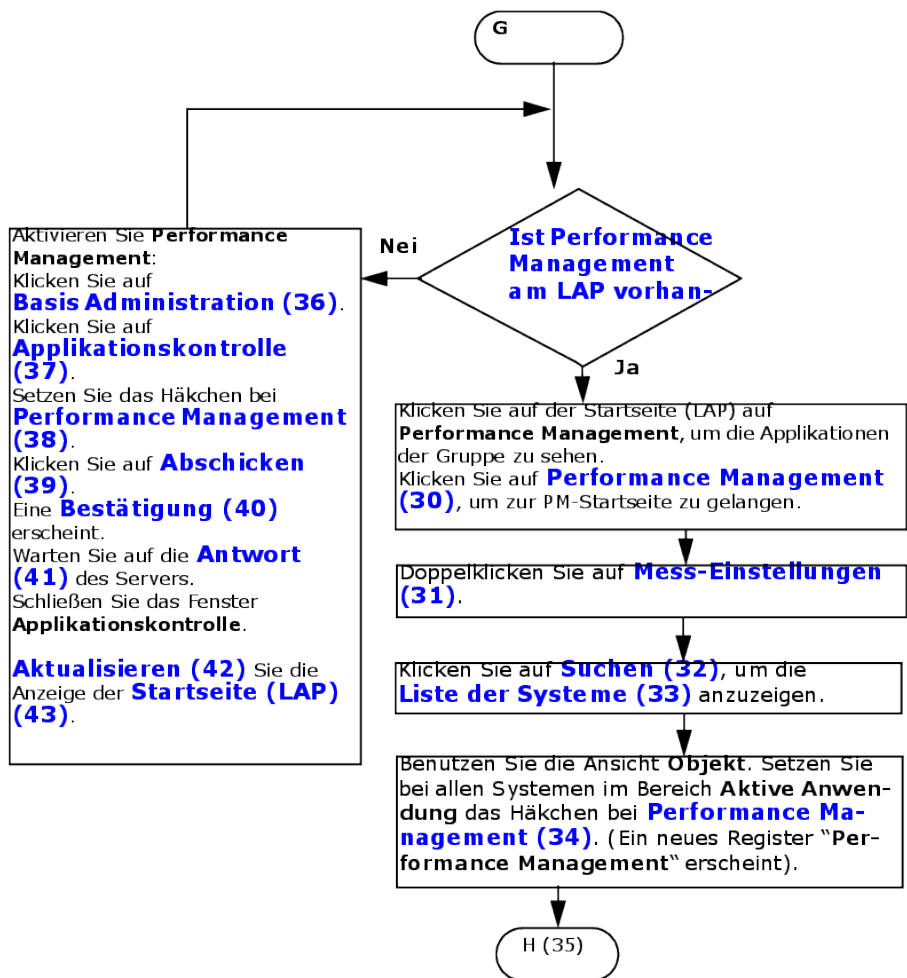 G
Ist Performance
Management
am LAP vorhan-
Nei
Ja
Aktivieren Sie Performance
Management:
Klicken Sie auf
Basis Administration (36).
Klicken Sie auf
Applikationskontrolle
(37).
Setzen Sie das Häkchen bei
Performance Management
(38).
Klicken Sie auf Abschicken
(39).
Eine Bestätigung (40)
erscheint.
Warten Sie auf die Antwort
(41) des Servers.
Schließen Sie das Fenster
Applikationskontrolle.
Aktualisieren (42) Sie die
Anzeige der Startseite (LAP)
(43).
Klicken Sie auf der Startseite (LAP) auf
Performance Management, um die Applikationen
der Gruppe zu sehen.
Klicken Sie auf Performance Management
(30), um zur PM-Startseite zu gelangen.
Doppelklicken Sie auf Mess-Einstellungen
(31).
Klicken Sie auf Suchen (32), um die
Liste der Systeme (33) anzuzeigen.
Benutzen Sie die Ansicht Objekt. Setzen Sie
bei allen Systemen im Bereich Aktive Anwen-
dung das Häkchen bei Performance Ma-
nagement (34). (Ein neues Register “Per-
formance Management“ erscheint).
H (35)